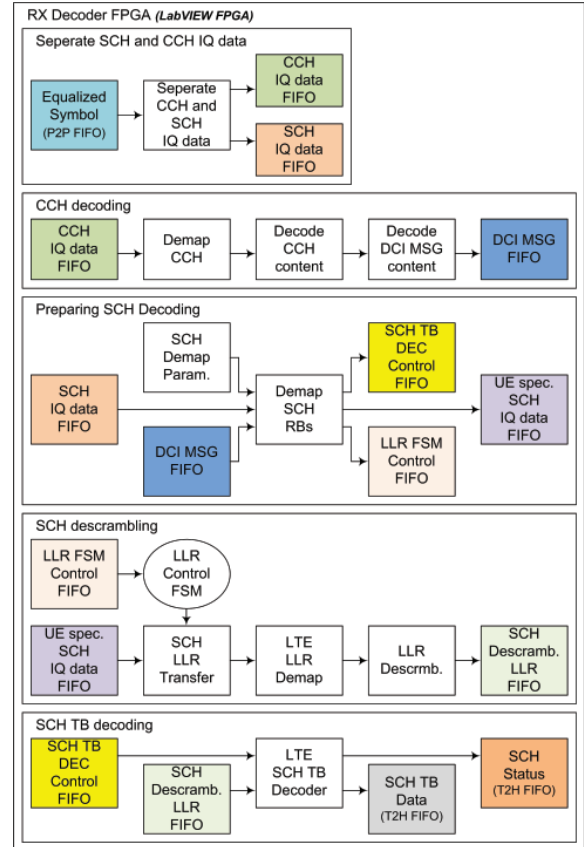 RX Decoder FPGA (LabVIEW FPGA)
Seperate SCH and CCH IQ data
Equalized
Symbol
(P2P FIFO)
Seperate
CCH and
SCH
IQ data
CCH
IQ data
FIFO
SCH
IQ data
FIFO
CCH decoding
CCH
IQ data
FIFO
Demap
CCH
Decode
CCH
content
Decode
DCI MSG
content
DCI MSG
FIFO
Preparing SCH Decoding
SCH
IQ data
FIFO
SCH
Demap
Param.
DCI MSG
FIFO
Demap
SCH
RBs
SCH TB
DEC
Control
FIFO
LLR FSM
Control
FIFO
UE spec.
SCH
IQ data
FIFO
SCH descrambling
LLR FSM
Control
FIFO
LLR
Control
FSM
UE spec.
SCH
IQ data
FIFO
SCH
LLR
Transfer
LTE
LLR
Demap
LLR
Descrmb.
SCH
Descramb.
LLR
FIFO
SCH TB decoding
SCH TB
DEC
Control
FIFO
SCH
Descramb.
LLR
FIFO
LTE
SCH TB
Decoder
SCH TB
Data
(T2H FIFO)
SCH
Status
(T2H FIFO)